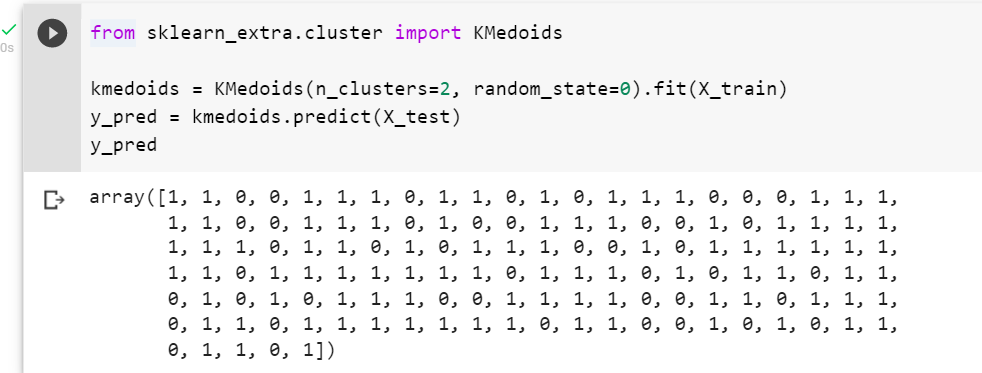 from sklearn_extra.cluster import KMedoids
0s
kmedoids = KMedoids(n_clusters=2, random_state=0).fit(X_train)
y_pred = kmedoids.predict(X_test)
y_pred
array([1, 1, 0, 0, 1, 1, 1, 0, 1, 1, 0, 1, 0, 1, 1, 1, 0, 0, 0, 1, 1, 1,
1, 1, 0, 0, 1, 1, 1, 0, 1, 0, 0, 1, 1, 1, 0, 0, 1, 0, 1, 1, 1, 1,
1, 1, 1, 0, 1, 1, 0, 1, 0, 1, 1, 1, 0, 0, 1, 0, 1, 1, 1, 1, 1, 1,
1, 1, 0, 1, 1, 1, 1, 1, 1, 1, 0, 1, 1, 1, 0, 1, 0, 1, 1, 0, 1, 1,
0, 1, 0, 1, 0, 1, 1, 1, 0, 0, 1, 1, 1, 1, 0, 0, 1, 1, 0, 1, 1, 1,
0, 1, 1, 0, 1, 1, 1, 1, 1, 1, 1, 0, 1, 1, 0, 0, 1, 0, 1, 0, 1, 1,
0, 1, 1, 0, 1])